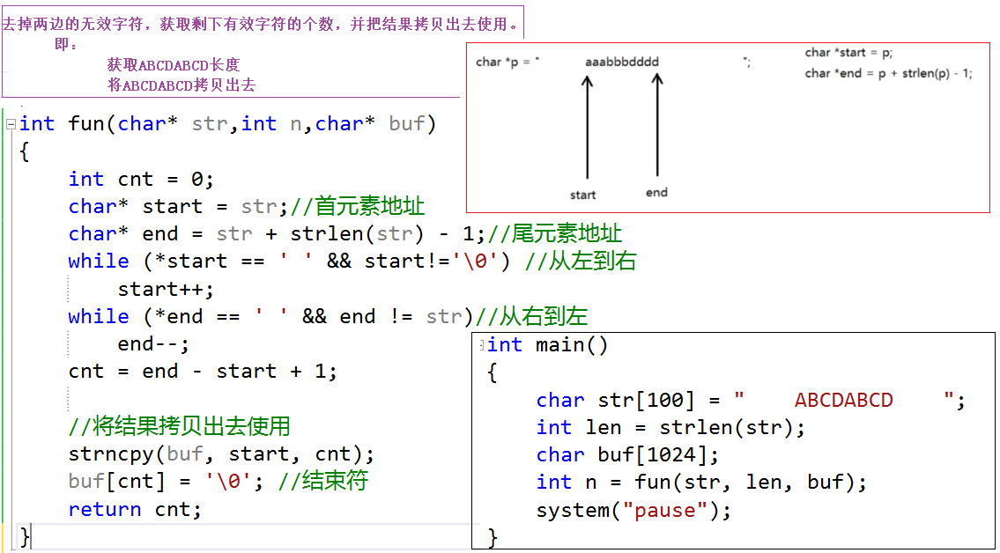 去掉两边的无效字符，获取剩下有效字符的个数，并把结果拷贝出去使用。
即：
获取ABCDABCD长度
将ABCDABCD拷贝出去
char *p = "          aaabbbdddd                    ";
char *start = p;
char *end = p + strlen(p) - 1;
start
end
int fun(char* str,int n,char* buf)
{
    int cnt = 0;
    char* start = str;//首元素地址
    char* end = str + strlen(str) - 1;//尾元素地址
    while (*start == ' ' && start!='\0') //从左到右
        start++;
    while (*end == ' ' && end != str)//从右到左
        end--;
    cnt = end - start + 1;
    //将结果拷贝出去使用
    strncpy(buf, start, cnt);
    buf[cnt] = '\0'; //结束符
    return cnt;
}
int main()
{
    char str[100] = "    ABCDABCD    ";
    int len = strlen(str);
    char buf[1024];
    int n = fun(str, len, buf);
    system("pause");
}